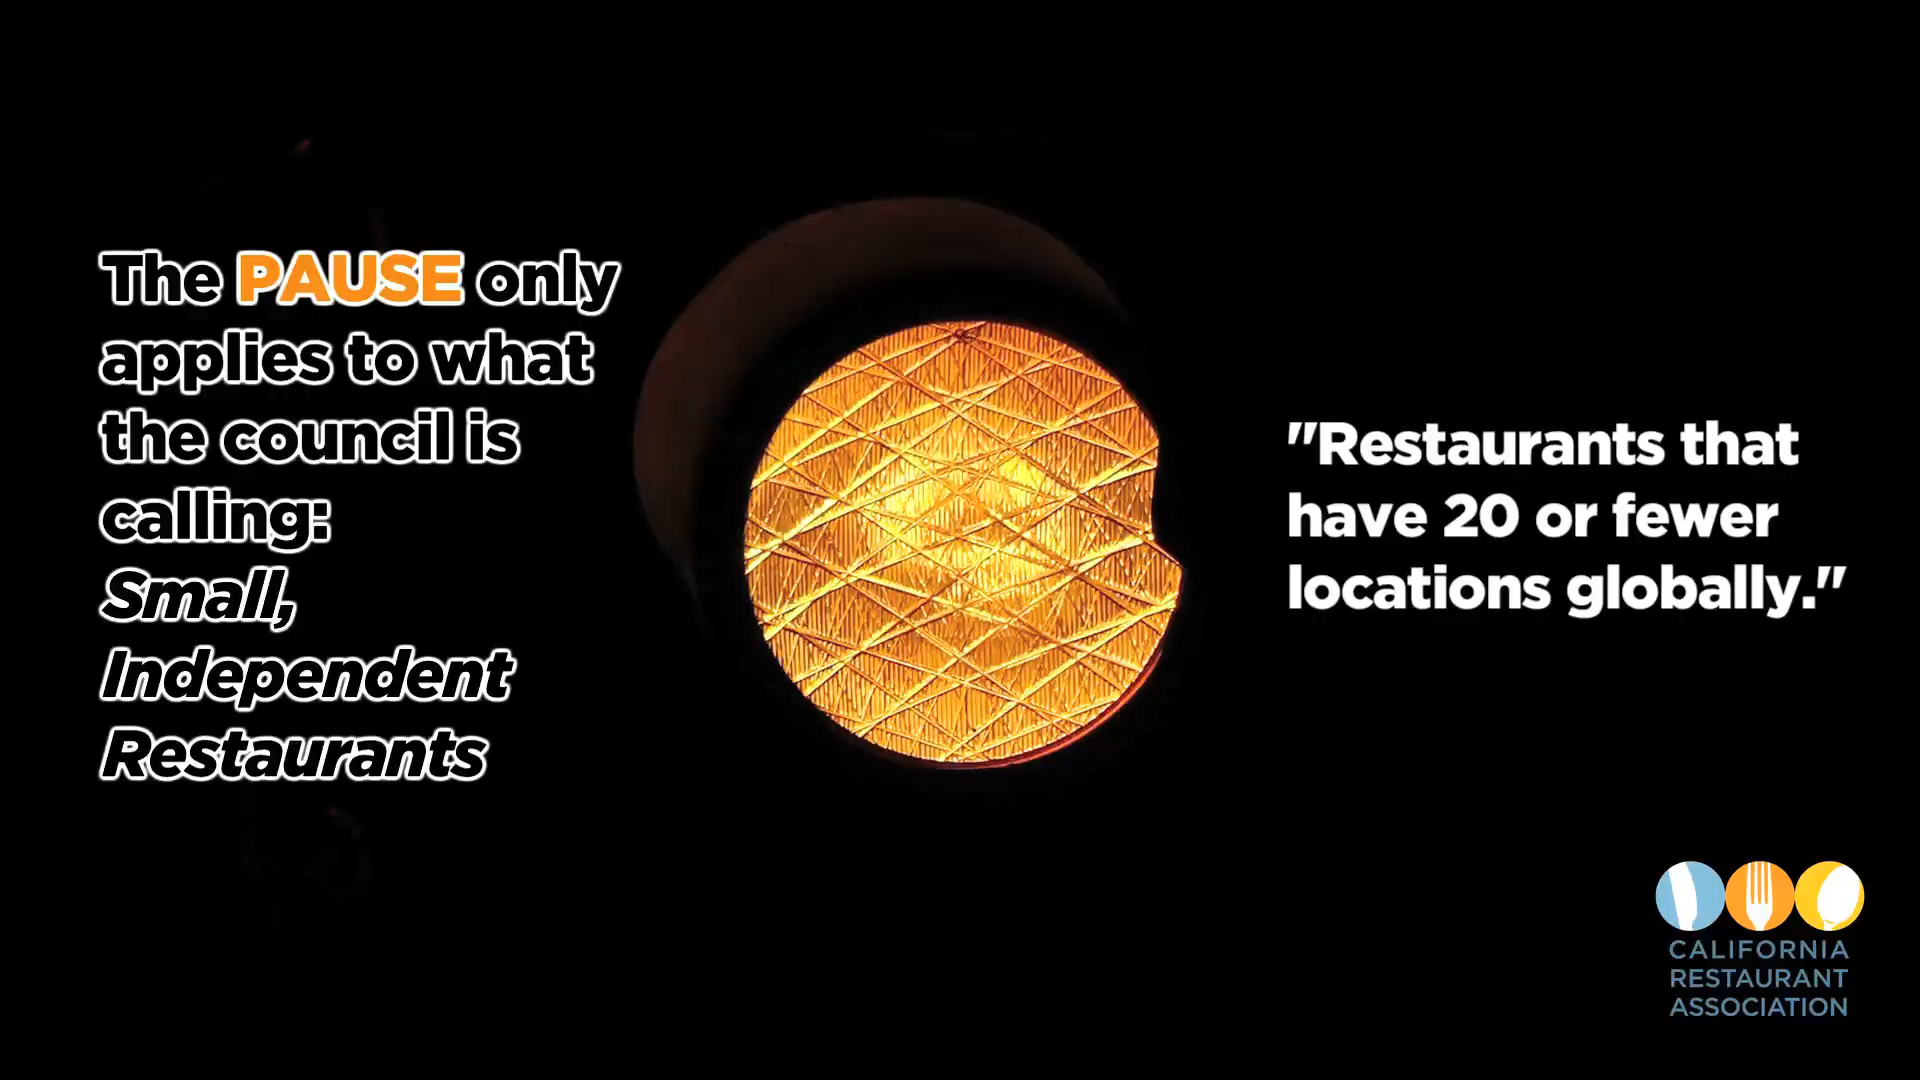 The PAUSE only
applies to what
the council is
calling:
Small,
Independent
Restaurants
"Restaurants that
have 20 or fewer
locations globally."
CALIFORNIA
RESTAURANT
ASSOCIATION